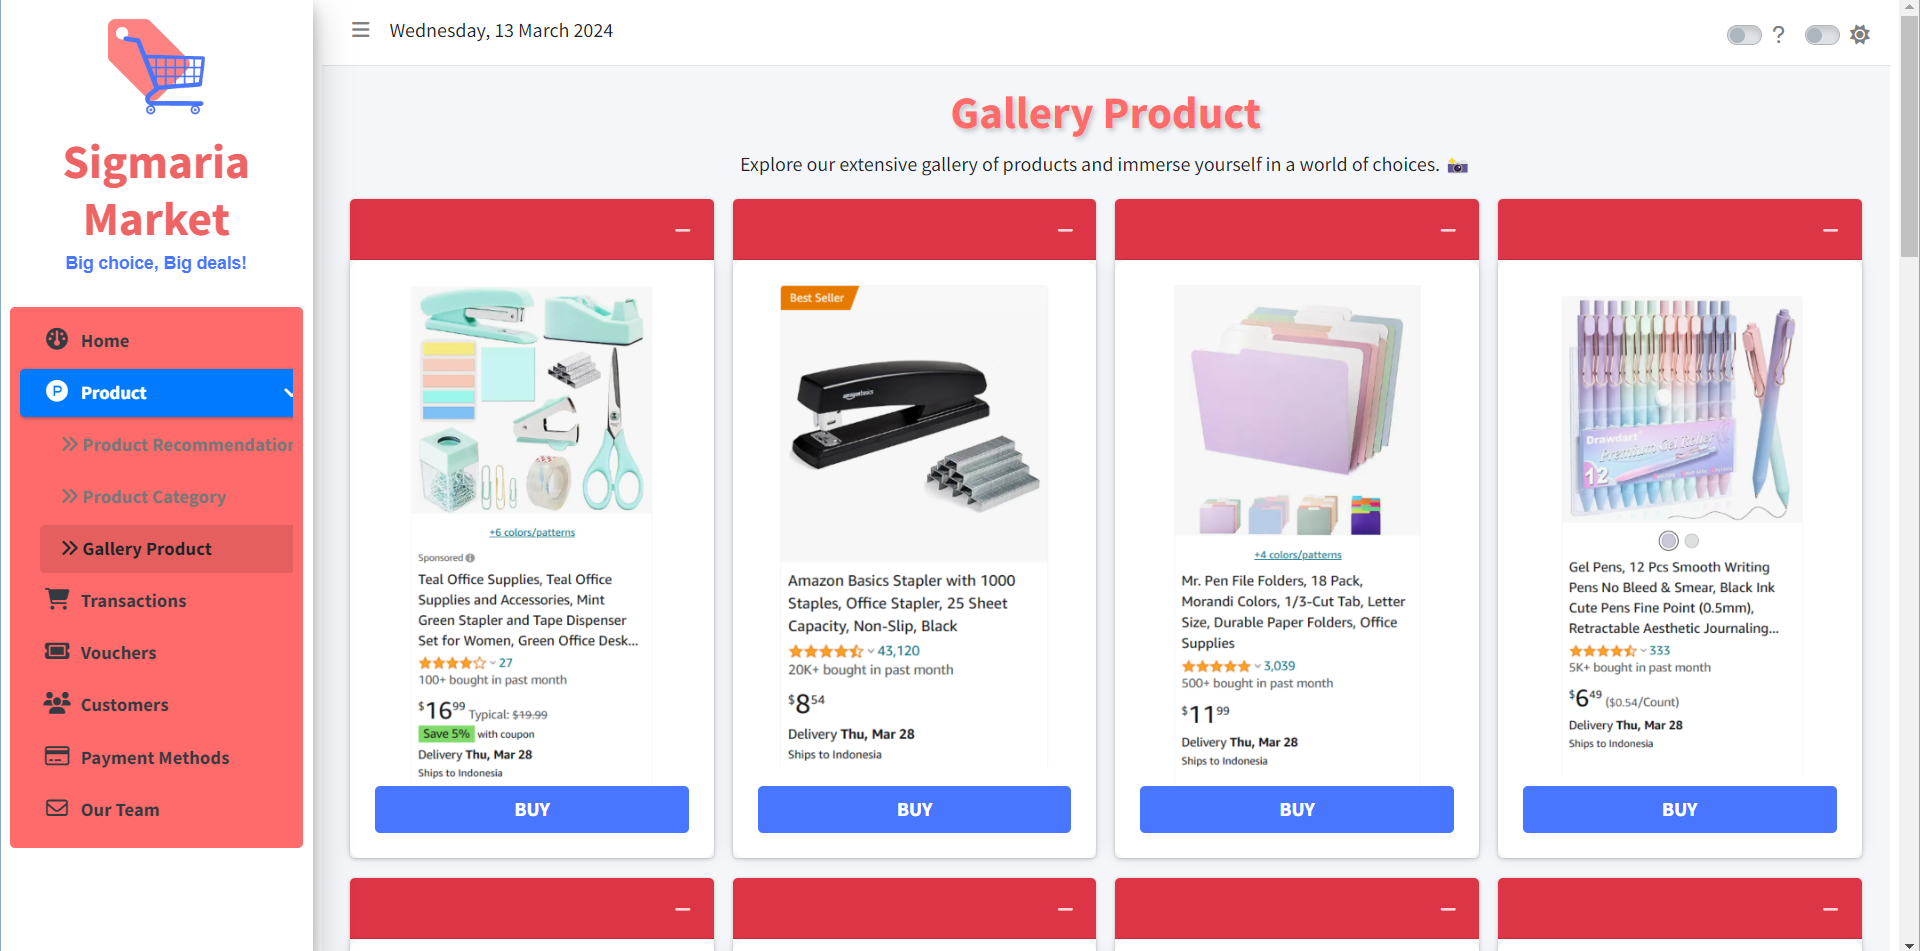 Wednesday, 13 March 2024
?
Sigmaria
Market
Big choice, Big deals!
Home
Product
Product Recommendation
Product Category
Gallery Product
Transactions
Vouchers
Customers
Payment Methods
Our Team
Gallery Product
Explore our extensive gallery of products and immerse yourself in a world of choices.
+6 colors/patterns
Sponsored
Teal Office Supplies, Teal Office
Supplies and Accessories, Mint
Green Stapler and Tape Dispenser
Set for Women, Green Office Desk...
27
100+ bought in past month
$16 99 Typical: $19.99
Save 5% with coupon
Delivery Thu, Mar 28
Ships to Indonesia
BUY
Best Seller
amazonbasics
Amazon Basics Stapler with 1000
Staples, Office Stapler, 25 Sheet
Capacity, Non-Slip, Black
43,120
20K+ bought in past month
$8 54
Delivery Thu, Mar 28
Ships to Indonesia
BUY
+4 colors/patterns
Mr. Pen File Folders, 18 Pack,
Morandi Colors, 1/3-Cut Tab, Letter
Size, Durable Paper Folders, Office
Supplies
3,039
500+ bought in past month
$11 99
Delivery Thu, Mar 28
Ships to Indonesia
BUY
Drawdart
Premium Gel Roller
12
Gel Pens, 12 Pcs Smooth Writing
Pens No Bleed & Smear, Black Ink
Cute Pens Fine Point (0.5mm),
Retractable Aesthetic Journaling...
333
5K+ bought in past month
$6 49 ($0.54/Count)
Delivery Thu, Mar 28
Ships to Indonesia
BUY